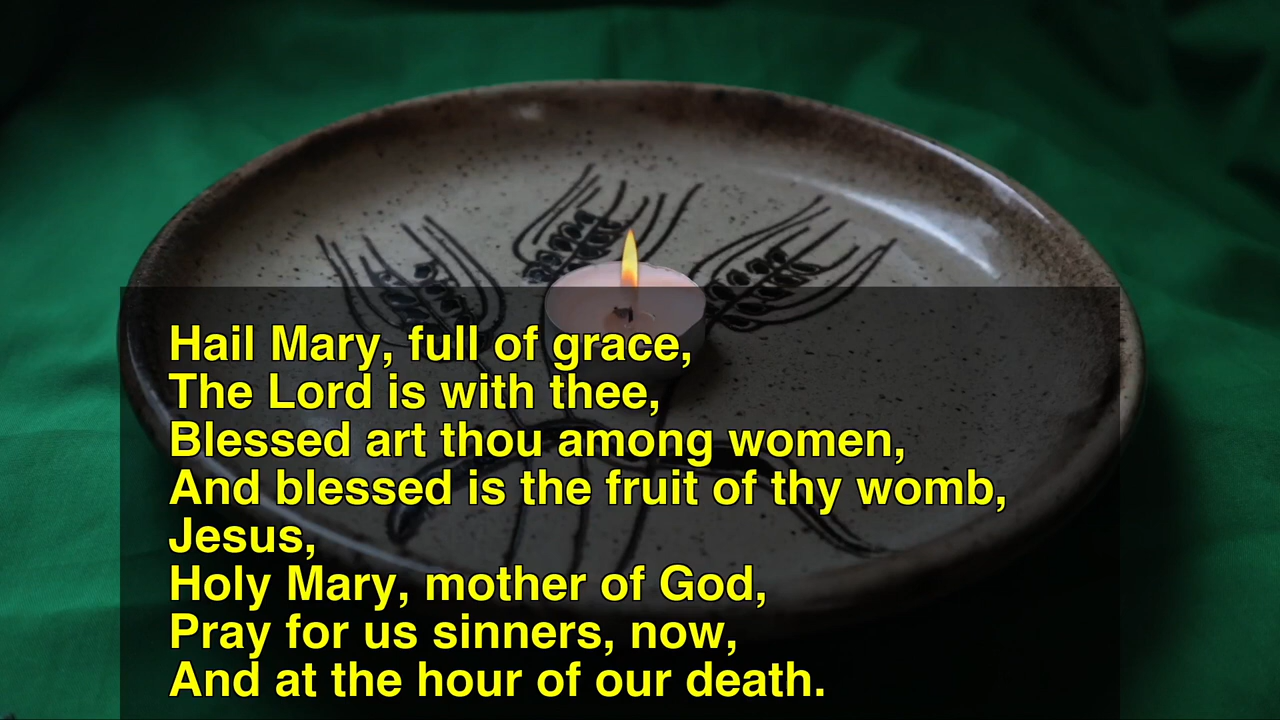 Hail Mary, full of grace,
The Lord is with thee,
Blessed art thou among women,
And blessed is the fruit of thy womb,
Jesus,
Holy Mary, mother of God,
Pray for us sinners, now,
And at the hour of our death.